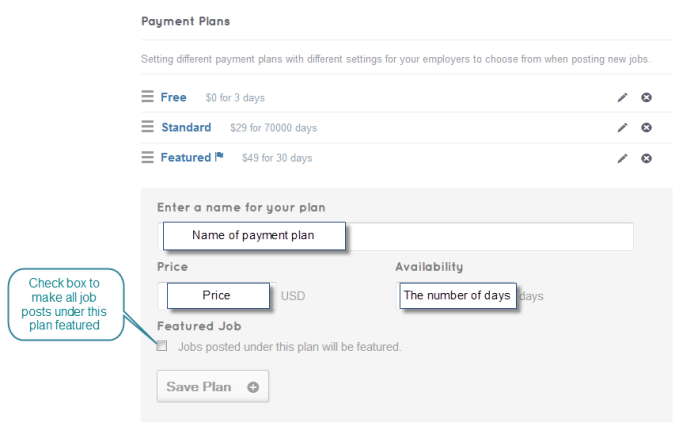 Payment Plans
Setting different payment plans with different settings for your employers to choose from when posting new jobs.
Free $0 for 3 days
Standard $29 for 70000 days
Featured $49 for 30 days
Enter a name for your plan
Name of payment plan
Price Availability
Price USD The number of days days
Check box to
make all job
posts under this
plan featured
Featured Job
Jobs posted under this plan will be featured.
Save Plan